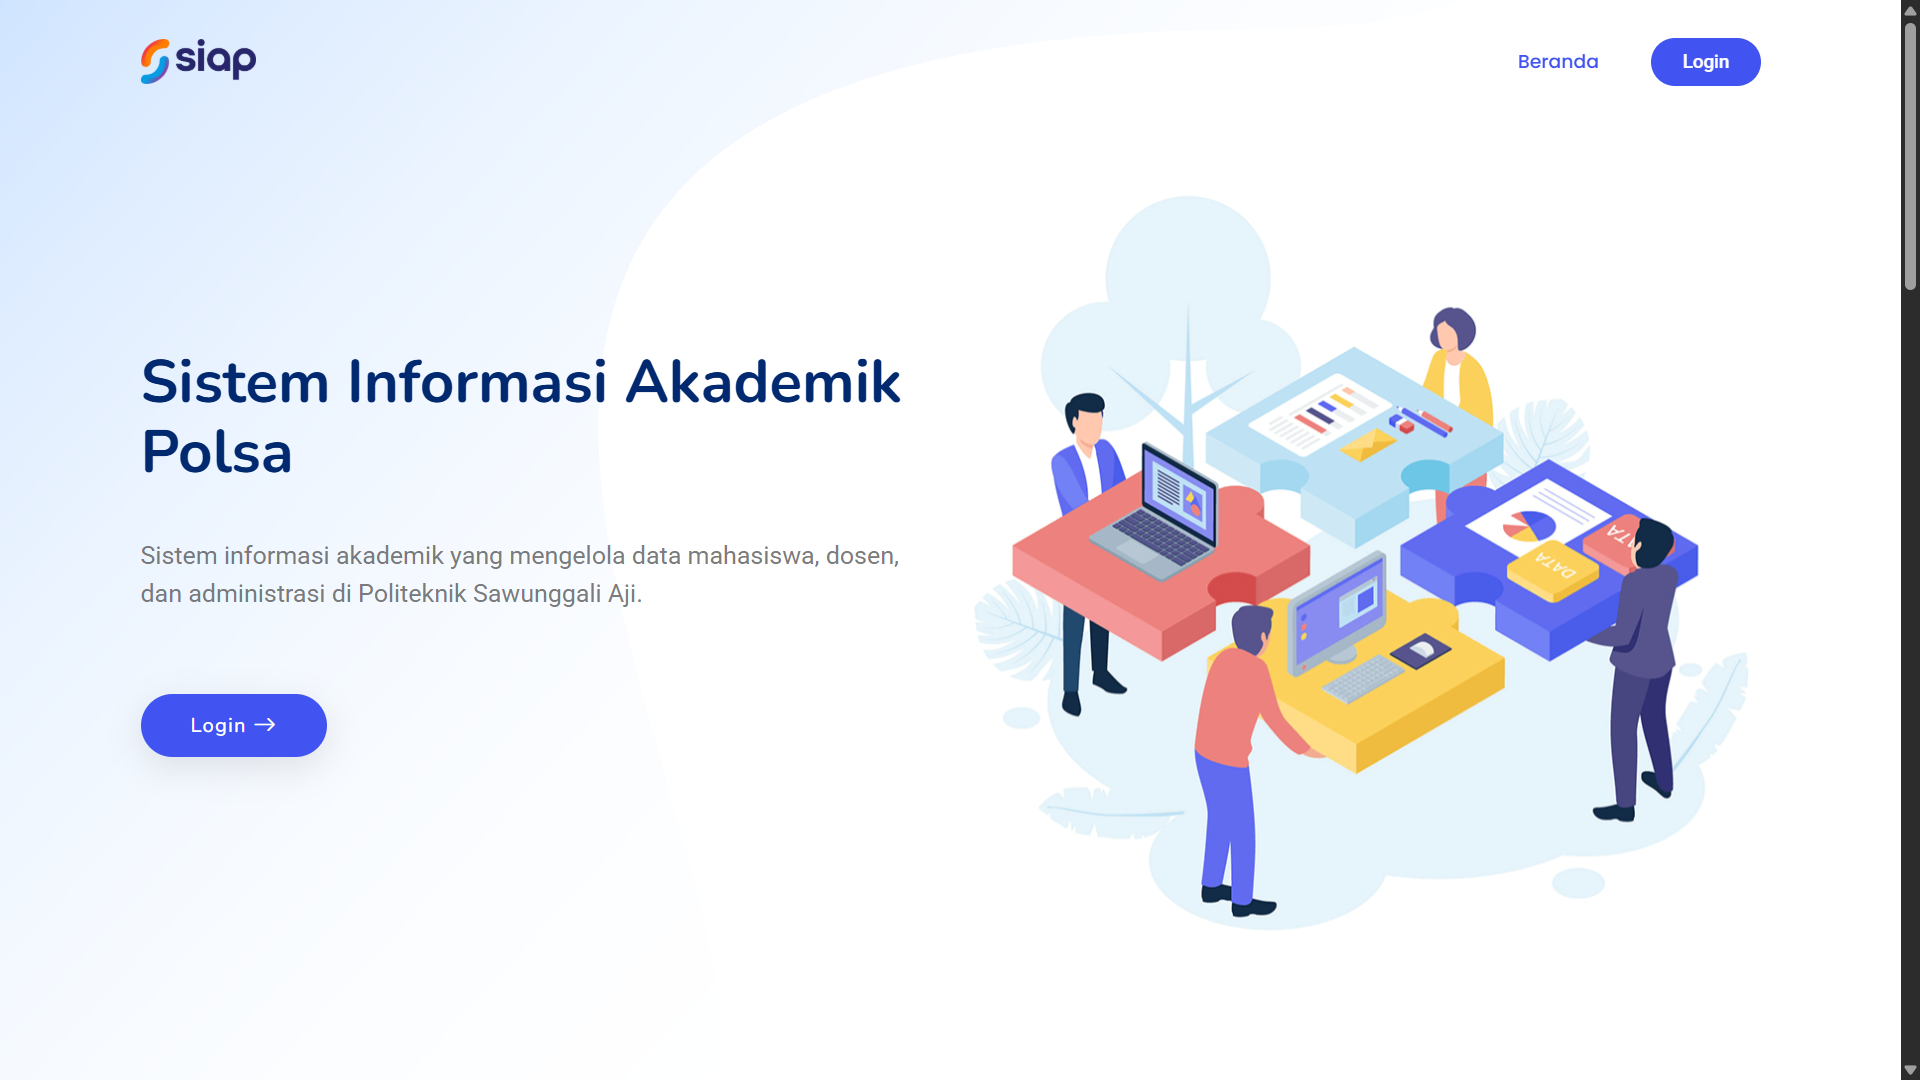 siap
Beranda
Login
Sistem Informasi Akademik
Polsa
Sistem informasi akademik yang mengelola data mahasiswa, dosen,
dan administrasi di Politeknik Sawunggali Aji.
Login →
DATA